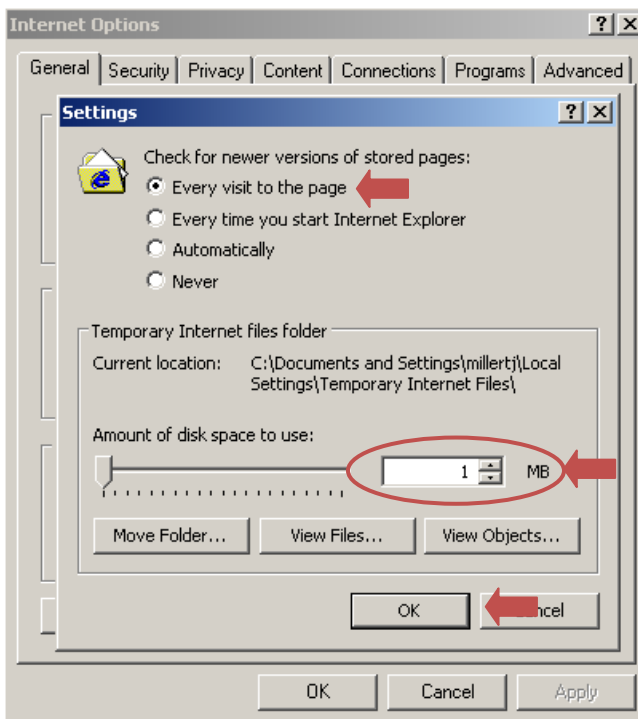 Internet Options
General Security Privacy Content Connections Programs Advanced
Settings
Check for newer versions of stored pages:
Every visit to the page
Every time you start Internet Explorer
Automatically
Never
Temporary Internet files folder
Current location: C:\Documents and Settings\millertj\Local
Settings\Temporary Internet Files\
Amount of disk space to use:
1 MB
Move Folder... View Files... View Objects...
OK
OK Cancel Apply